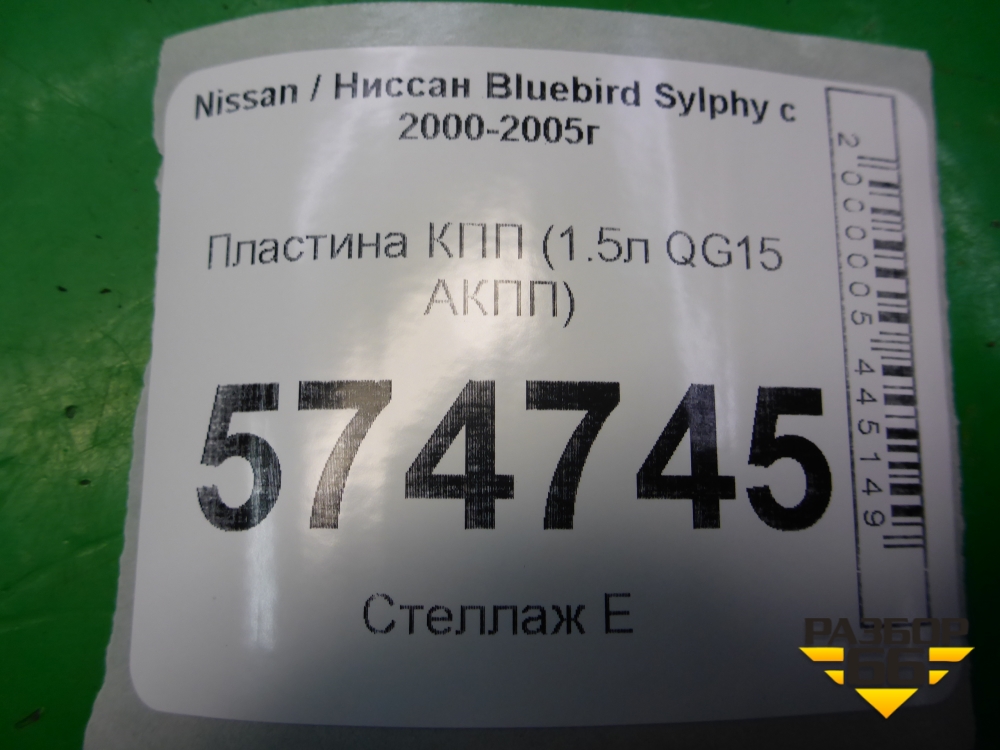 Nissan / Ниссан Bluebird Sylphy с
2000-2005г
Пластина КПП (1.5л QG15
АКПП)
574745
Стеллаж Е
2000005445149
РАЗБОР
66